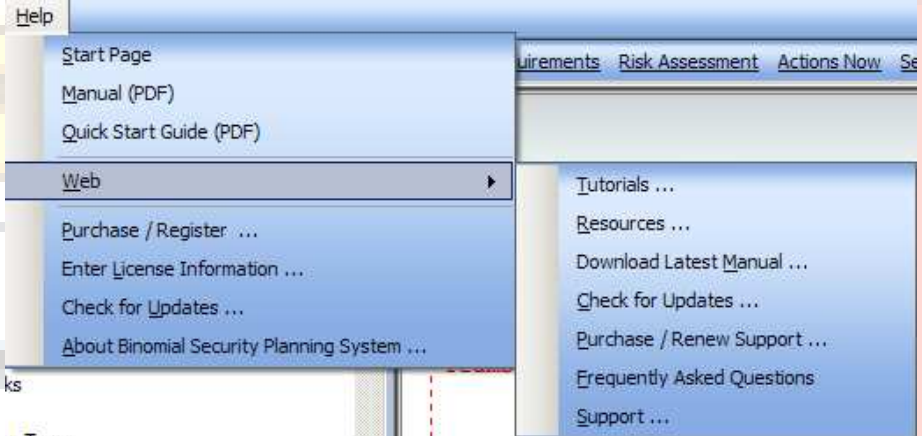 Help
Start Page
Manual (PDF)
Quick Start Guide (PDF)
Web
Purchase / Register ...
Enter License Information ...
Check for Updates ...
About Binomial Security Planning System ...
uirements Risk Assessment Actions Now Se
Tutorials ...
Resources ...
Download Latest Manual ...
Check for Updates ...
Purchase / Renew Support ...
Frequently Asked Questions
Support ...
ks